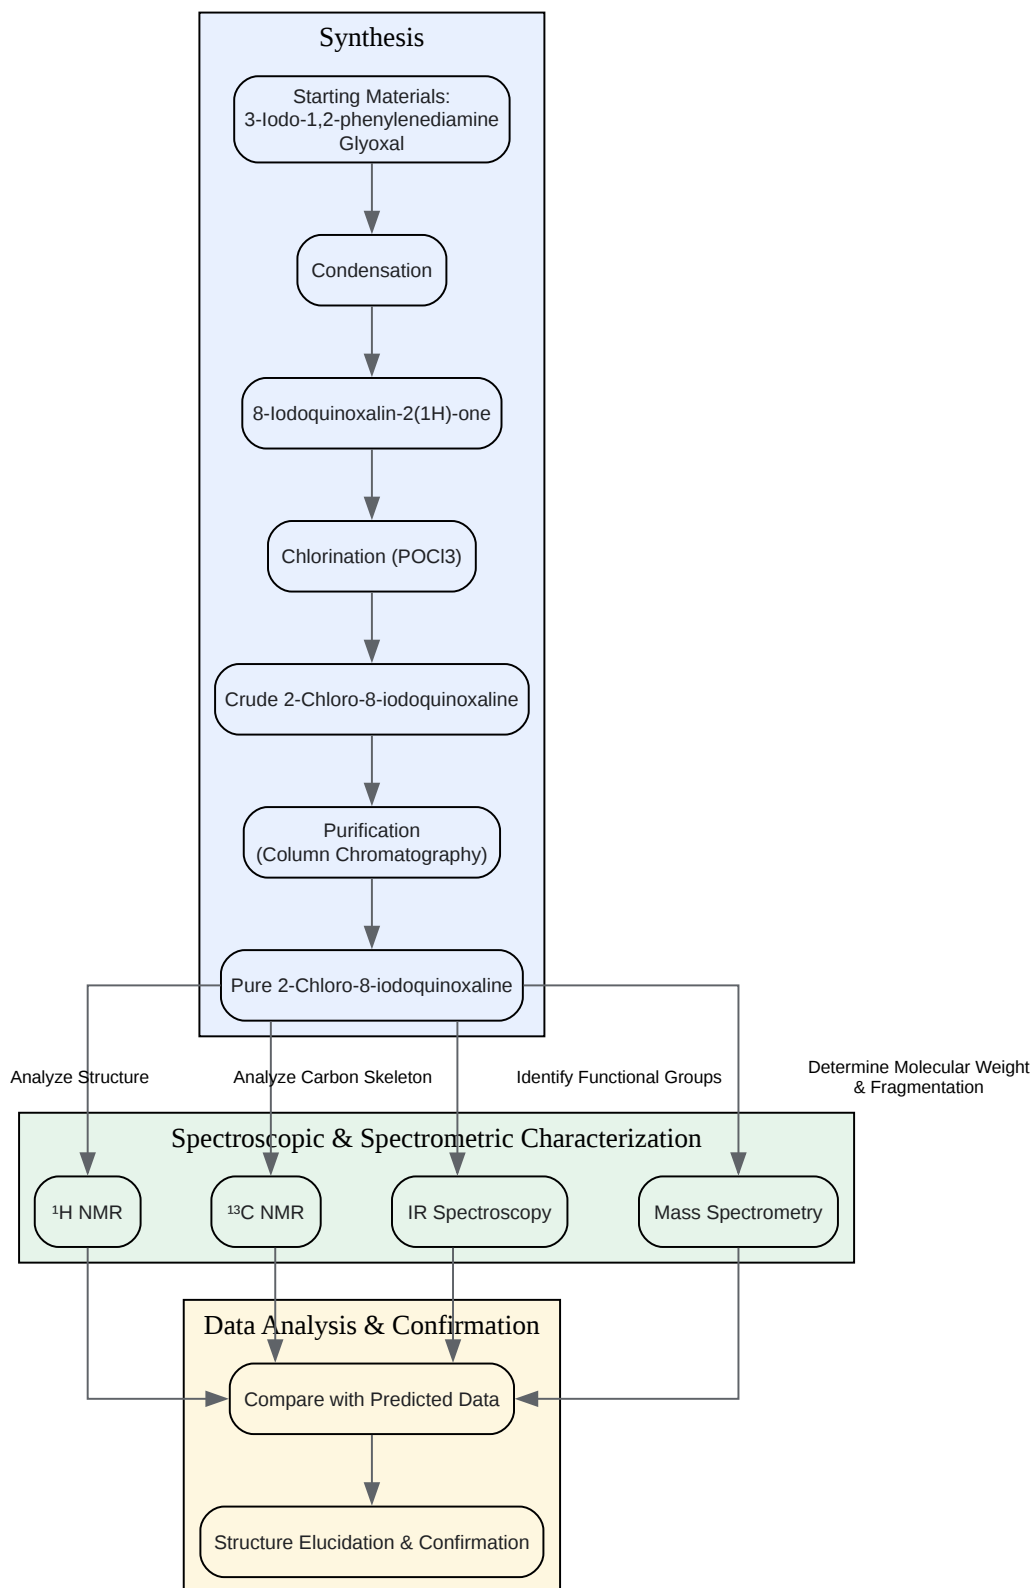 Synthesis
Starting Materials:
3-Iodo-1,2-phenylenediamine
Glyoxal
Condensation
8-Iodoquinoxalin-2(1H)-one
Chlorination (POCl3)
Crude 2-Chloro-8-iodoquinoxaline
Purification
(Column Chromatography)
Pure 2-Chloro-8-iodoquinoxaline
Analyze Structure
Analyze Carbon Skeleton
Identify Functional Groups
Determine Molecular Weight
& Fragmentation
Spectroscopic & Spectrometric Characterization
¹H NMR
¹³C NMR
IR Spectroscopy
Mass Spectrometry
Data Analysis & Confirmation
Compare with Predicted Data
Structure Elucidation & Confirmation